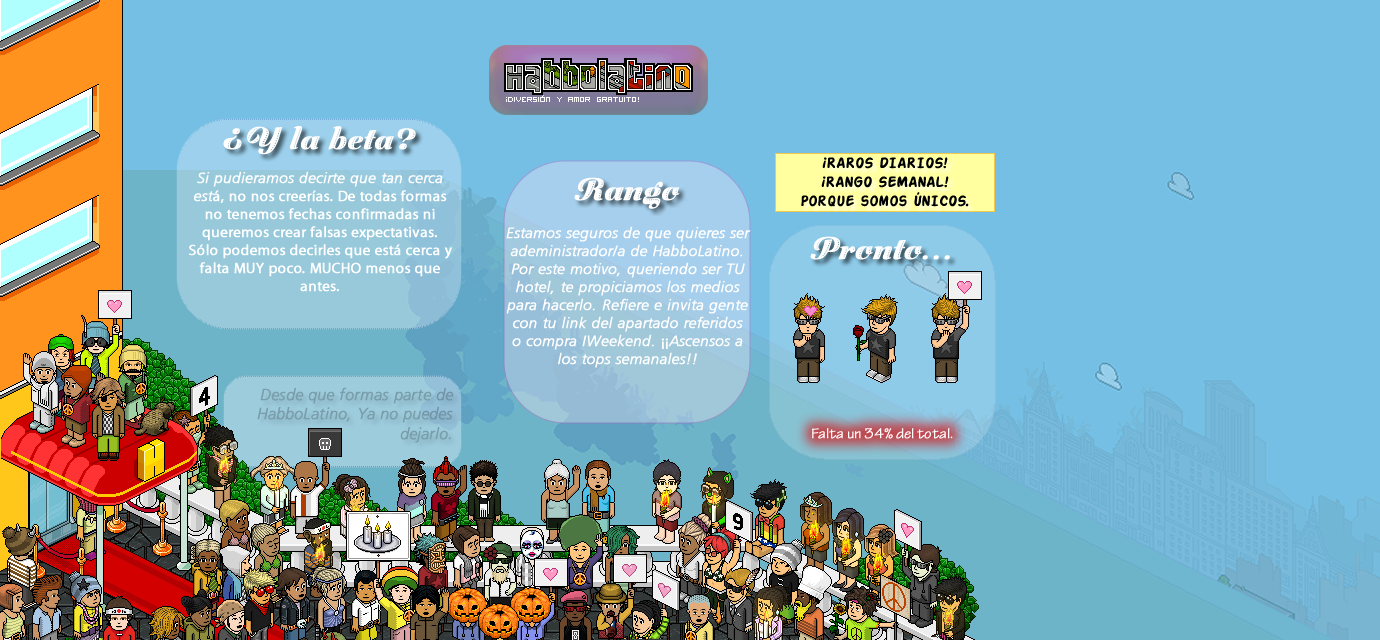 HabboLatino
¡DIVERSIÓN Y AMOR GRATUITO!
¿Y la beta?
Si pudieramos decirte que tan cerca
está, no nos creerías. De todas formas
no tenemos fechas confirmadas ni
queremos crear falsas expectativas.
Sólo podemos decirles que está cerca y
falta MUY poco. MUCHO menos que
antes.
Desde que formas parte de
HabboLatino, Ya no puedes
dejarlo.
Rango
Estamos seguros de que quieres ser
administrador/a de HabboLatino.
Por este motivo, queriendo ser TU
hotel, te propiciamos los medios
para hacerlo. Refiere e invita gente
con tu link del apartado referidos
o compra IWeekend. ¡¡Ascensos a
los tops semanales!!
¡RAROS DIARIOS!
¡RANGO SEMANAL!
PORQUE SOMOS ÚNICOS.
Pronto...
Falta un 34% del total.
4
H
9